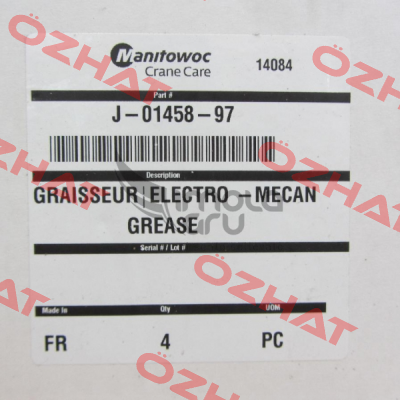 Manitowoc
Crane Care
14084
Part #
J-01458-97
Description
GRAISSEUR ELECTRO-MECAN
GREASE
Serial # / Lot #
Made In
Qty
UOM
FR
4
PC
ÖZHAT
ÖZHAT
ÖZHAT
ÖZHAT
ÖZHAT